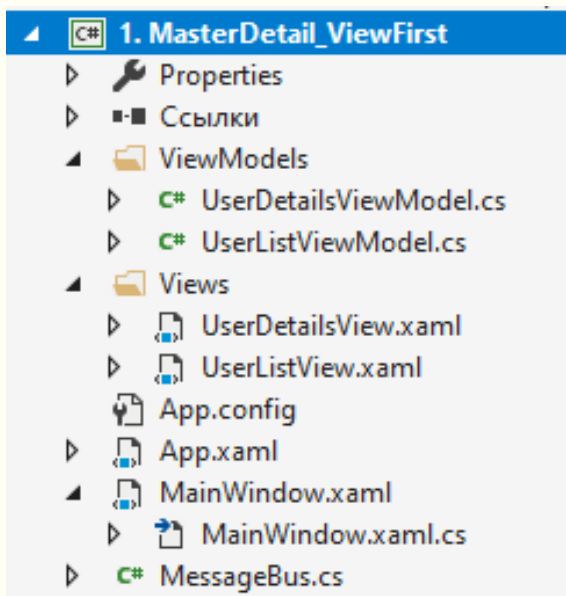 C# 1. MasterDetail_ViewFirst
Properties
Ссылки
ViewModels
C# UserDetailsViewModel.cs
C# UserListViewModel.cs
Views
UserDetailsView.xaml
UserListView.xaml
App.config
App.xaml
MainWindow.xaml
MainWindow.xaml.cs
C# MessageBus.cs